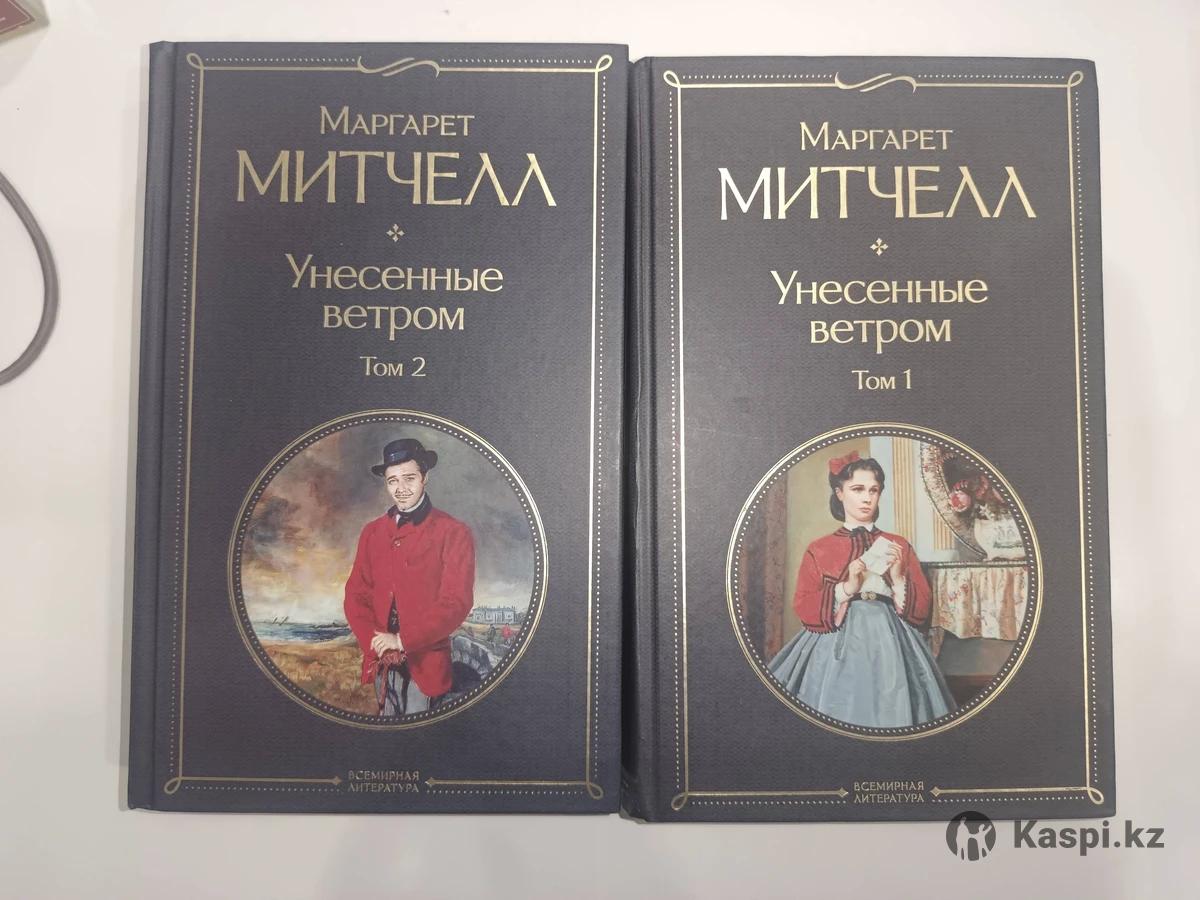 Маргарет
МИТЧЕЛЛ
Унесенные
ветром
Том 2
ВСЕМИРНАЯ
ЛИТЕРАТУРА
Маргарет
МИТЧЕЛЛ
Унесенные
ветром
Том 1
ВСЕМИРНАЯ
ЛИТЕРАТУРА
Kaspi.kz